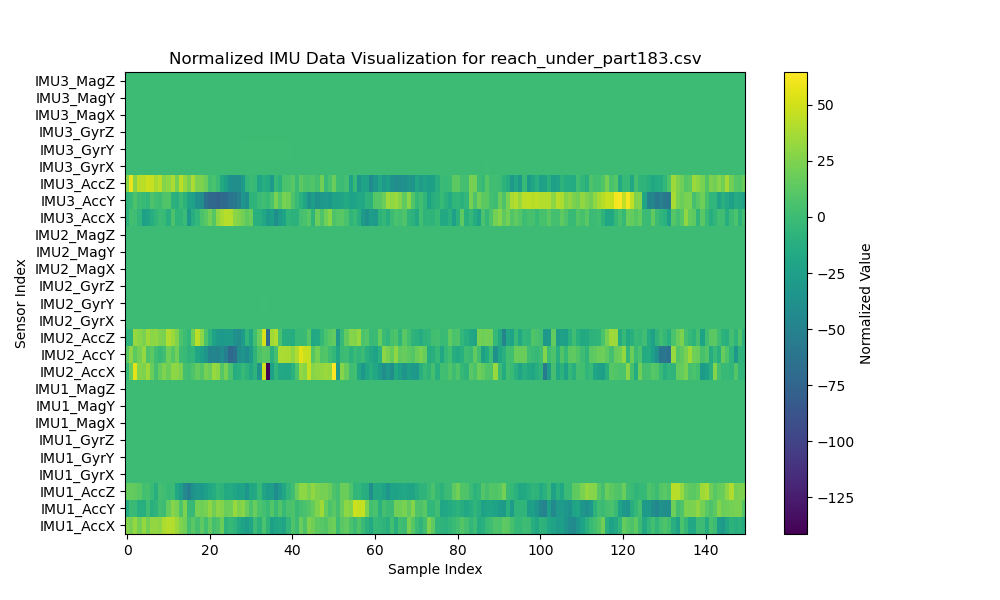 Normalized IMU Data Visualization for reach_under_part183.csv
IMU3_MagZ
IMU3_MagY
IMU3_MagX
IMU3_GyrZ
IMU3_GyrY
IMU3_GyrX
IMU3_AccZ
IMU3_AccY
IMU3_AccX
IMU2_MagZ
IMU2_MagY
IMU2_MagX
IMU2_GyrZ
IMU2_GyrY
IMU2_GyrX
IMU2_AccZ
IMU2_AccY
IMU2_AccX
IMU1_MagZ
IMU1_MagY
IMU1_MagX
IMU1_GyrZ
IMU1_GyrY
IMU1_GyrX
IMU1_AccZ
IMU1_AccY
IMU1_AccX
Sensor Index
0 20 40 60 80 100 120 140
Sample Index
50
25
0
−25
−50
−75
−100
−125
Normalized Value